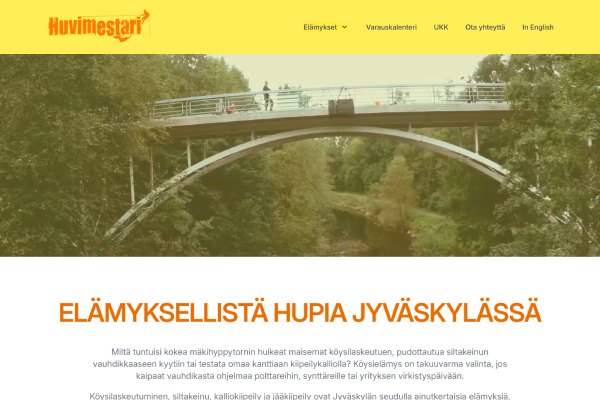 Huvimestari
Elämykset Varauskalenteri UKK Ota yhteyttä In English
ELÄMYKSELLISTÄ HUPIA JYVÄSKYLÄSSÄ
Miltä tuntuisi kokea mäkihyppytornin huikeat maisemat köysilaskeutuen, pudottautua siltakeinun
vauhdikkaaseen kyytiin tai testata omaa kanttiaan kiipeilykalliolla? Köysielämys on takuuvarma valinta, jos
kaipaat vauhdikasta ohjelmaa polttareihin, synttäreille tai yrityksen virkistyspäivään.
Köysilaskeutuminen, siltakeinu, kalliokiipeily ja jääkiipeily ovat Jyväskylän seudulla ainutkertaisia elämyksiä,